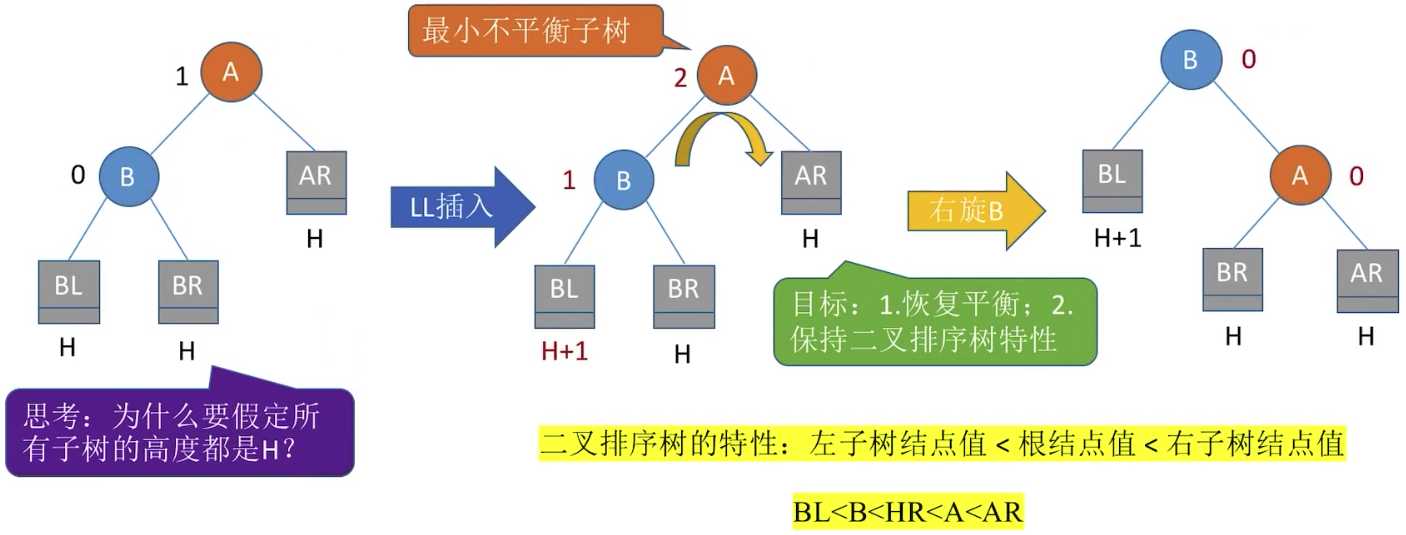 1
A
0
B
AR
H
BL
BR
H
H
思考：为什么要假定所
有子树的高度都是H？
LL插入
最小不平衡子树
2
A
1
B
AR
H
BL
BR
H+1
H
目标：1.恢复平衡；2.
保持二叉排序树特性
右旋B
B
0
BL
H+1
A
0
BR
AR
H
H
二叉排序树的特性：左子树结点值 < 根结点值 < 右子树结点值
BL<B<HR<A<AR